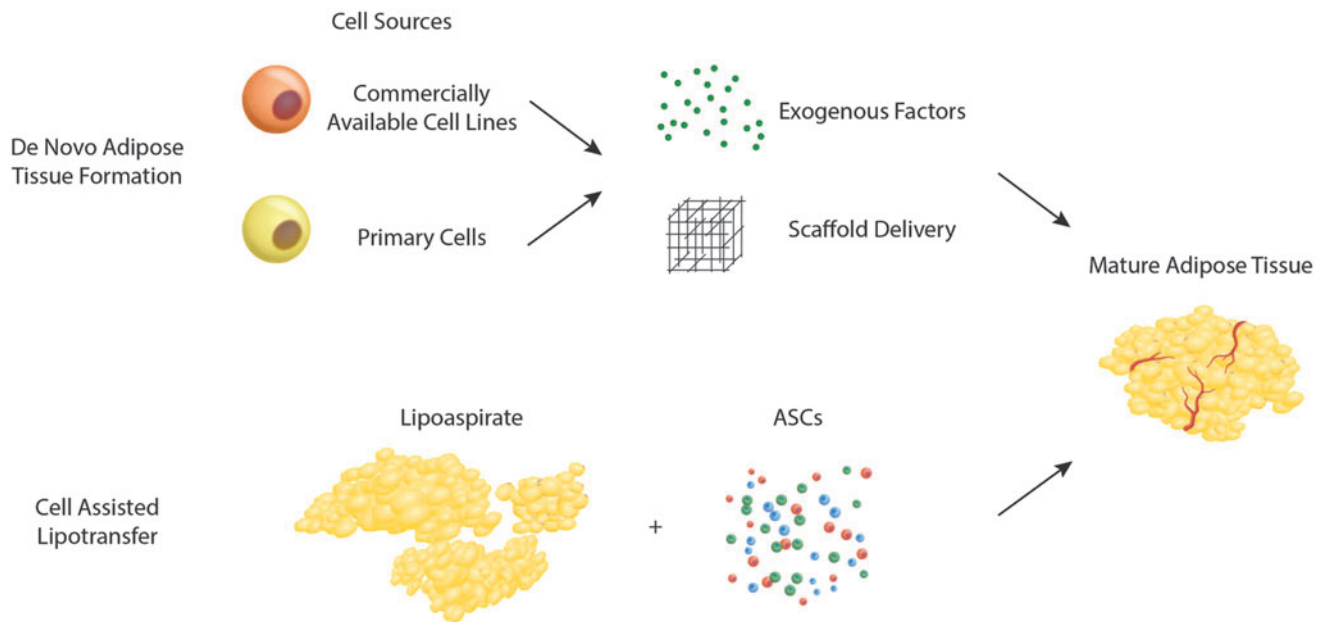 Cell Sources
Commercially
Available Cell Lines
Exogenous Factors
De Novo Adipose
Tissue Formation
Primary Cells
Scaffold Delivery
Mature Adipose Tissue
Lipoaspirate
ASCs
Cell Assisted
Lipotransfer
+